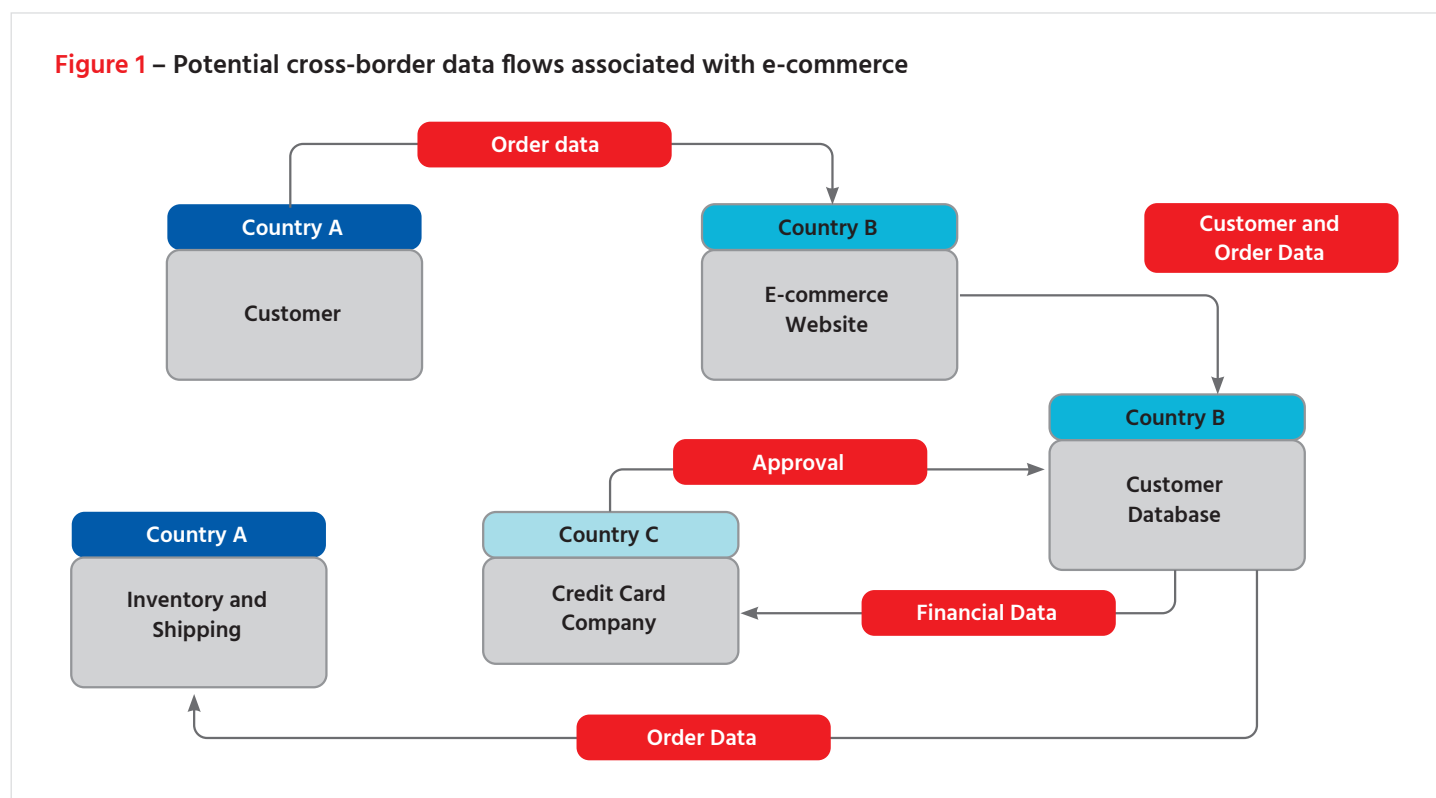 Figure 1 – Potential cross-border data flows associated with e-commerce
Order data
Country A
Customer
Country B
E-commerce
Website
Customer and
Order Data
Country B
Customer
Database
Approval
Country A
Inventory and
Shipping
Country C
Credit Card
Company
Financial Data
Order Data